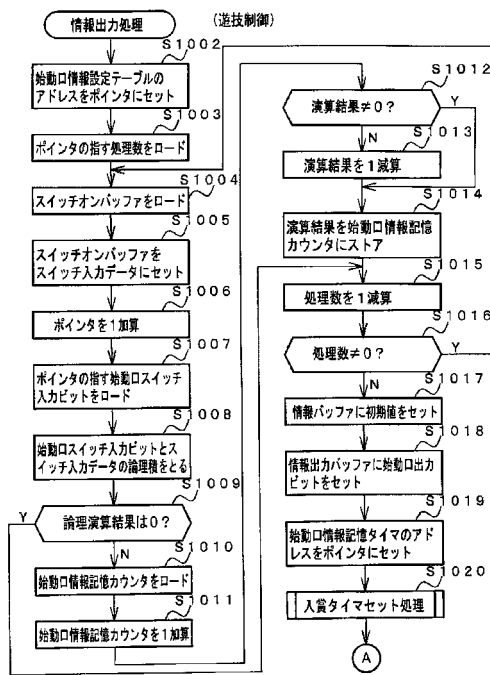 (遊技制御)
情報出力処理
S1002
始動口情報設定テーブルの
アドレスをポインタにセット
S1003
ポインタの指す処理数をロード
S1004
スイッチオンバッファをロード
S1005
スイッチオンバッファを
スイッチ入力データにセット
S1006
ポインタを1加算
S1007
ポインタの指す始動口スイッチ
入力ビットをロード
S1008
始動口スイッチ入力ビットとス
イッチ入力データの論理積をとる
S1009
論理演算結果は0?
Y
N
S1010
始動口情報記憶カウンタをロード
S1011
始動口情報記憶カウンタを1加算
S1012
演算結果≠0?
Y
N
S1013
演算結果を1減算
S1014
演算結果を始動口情報記憶
カウンタにストア
S1015
処理数を1減算
S1016
処理数≠0?
Y
N
S1017
情報バッファに初期値をセット
S1018
情報出力バッファに始動口出力
ビットをセット
S1019
始動口情報記憶タイマのアド
レスをポインタにセット
S1020
入賞タイマセット処理
A